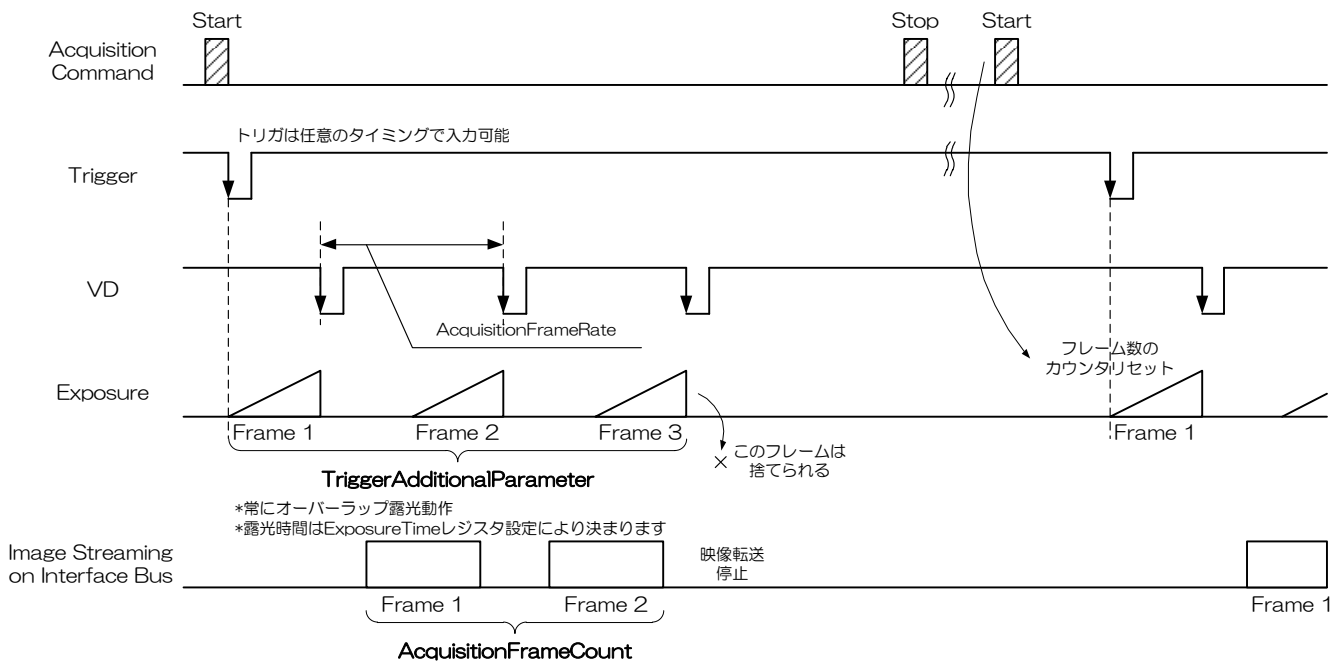 Start
Stop
Start
Acquisition
Command
トリガは任意のタイミングで入力可能
Trigger
VD
AcquisitionFrameRate
フレーム数の
カウンタリセット
Exposure
Frame 1
Frame 2
Frame 3
Frame 1
× このフレームは
捨てられる
TriggerAdditionalParameter
*常にオーバーラップ露光動作
*露光時間はExposureTimeレジスタ設定により決まります
Image Streaming
on Interface Bus
映像転送
停止
Frame 1
Frame 2
Frame 1
AcquisitionFrameCount